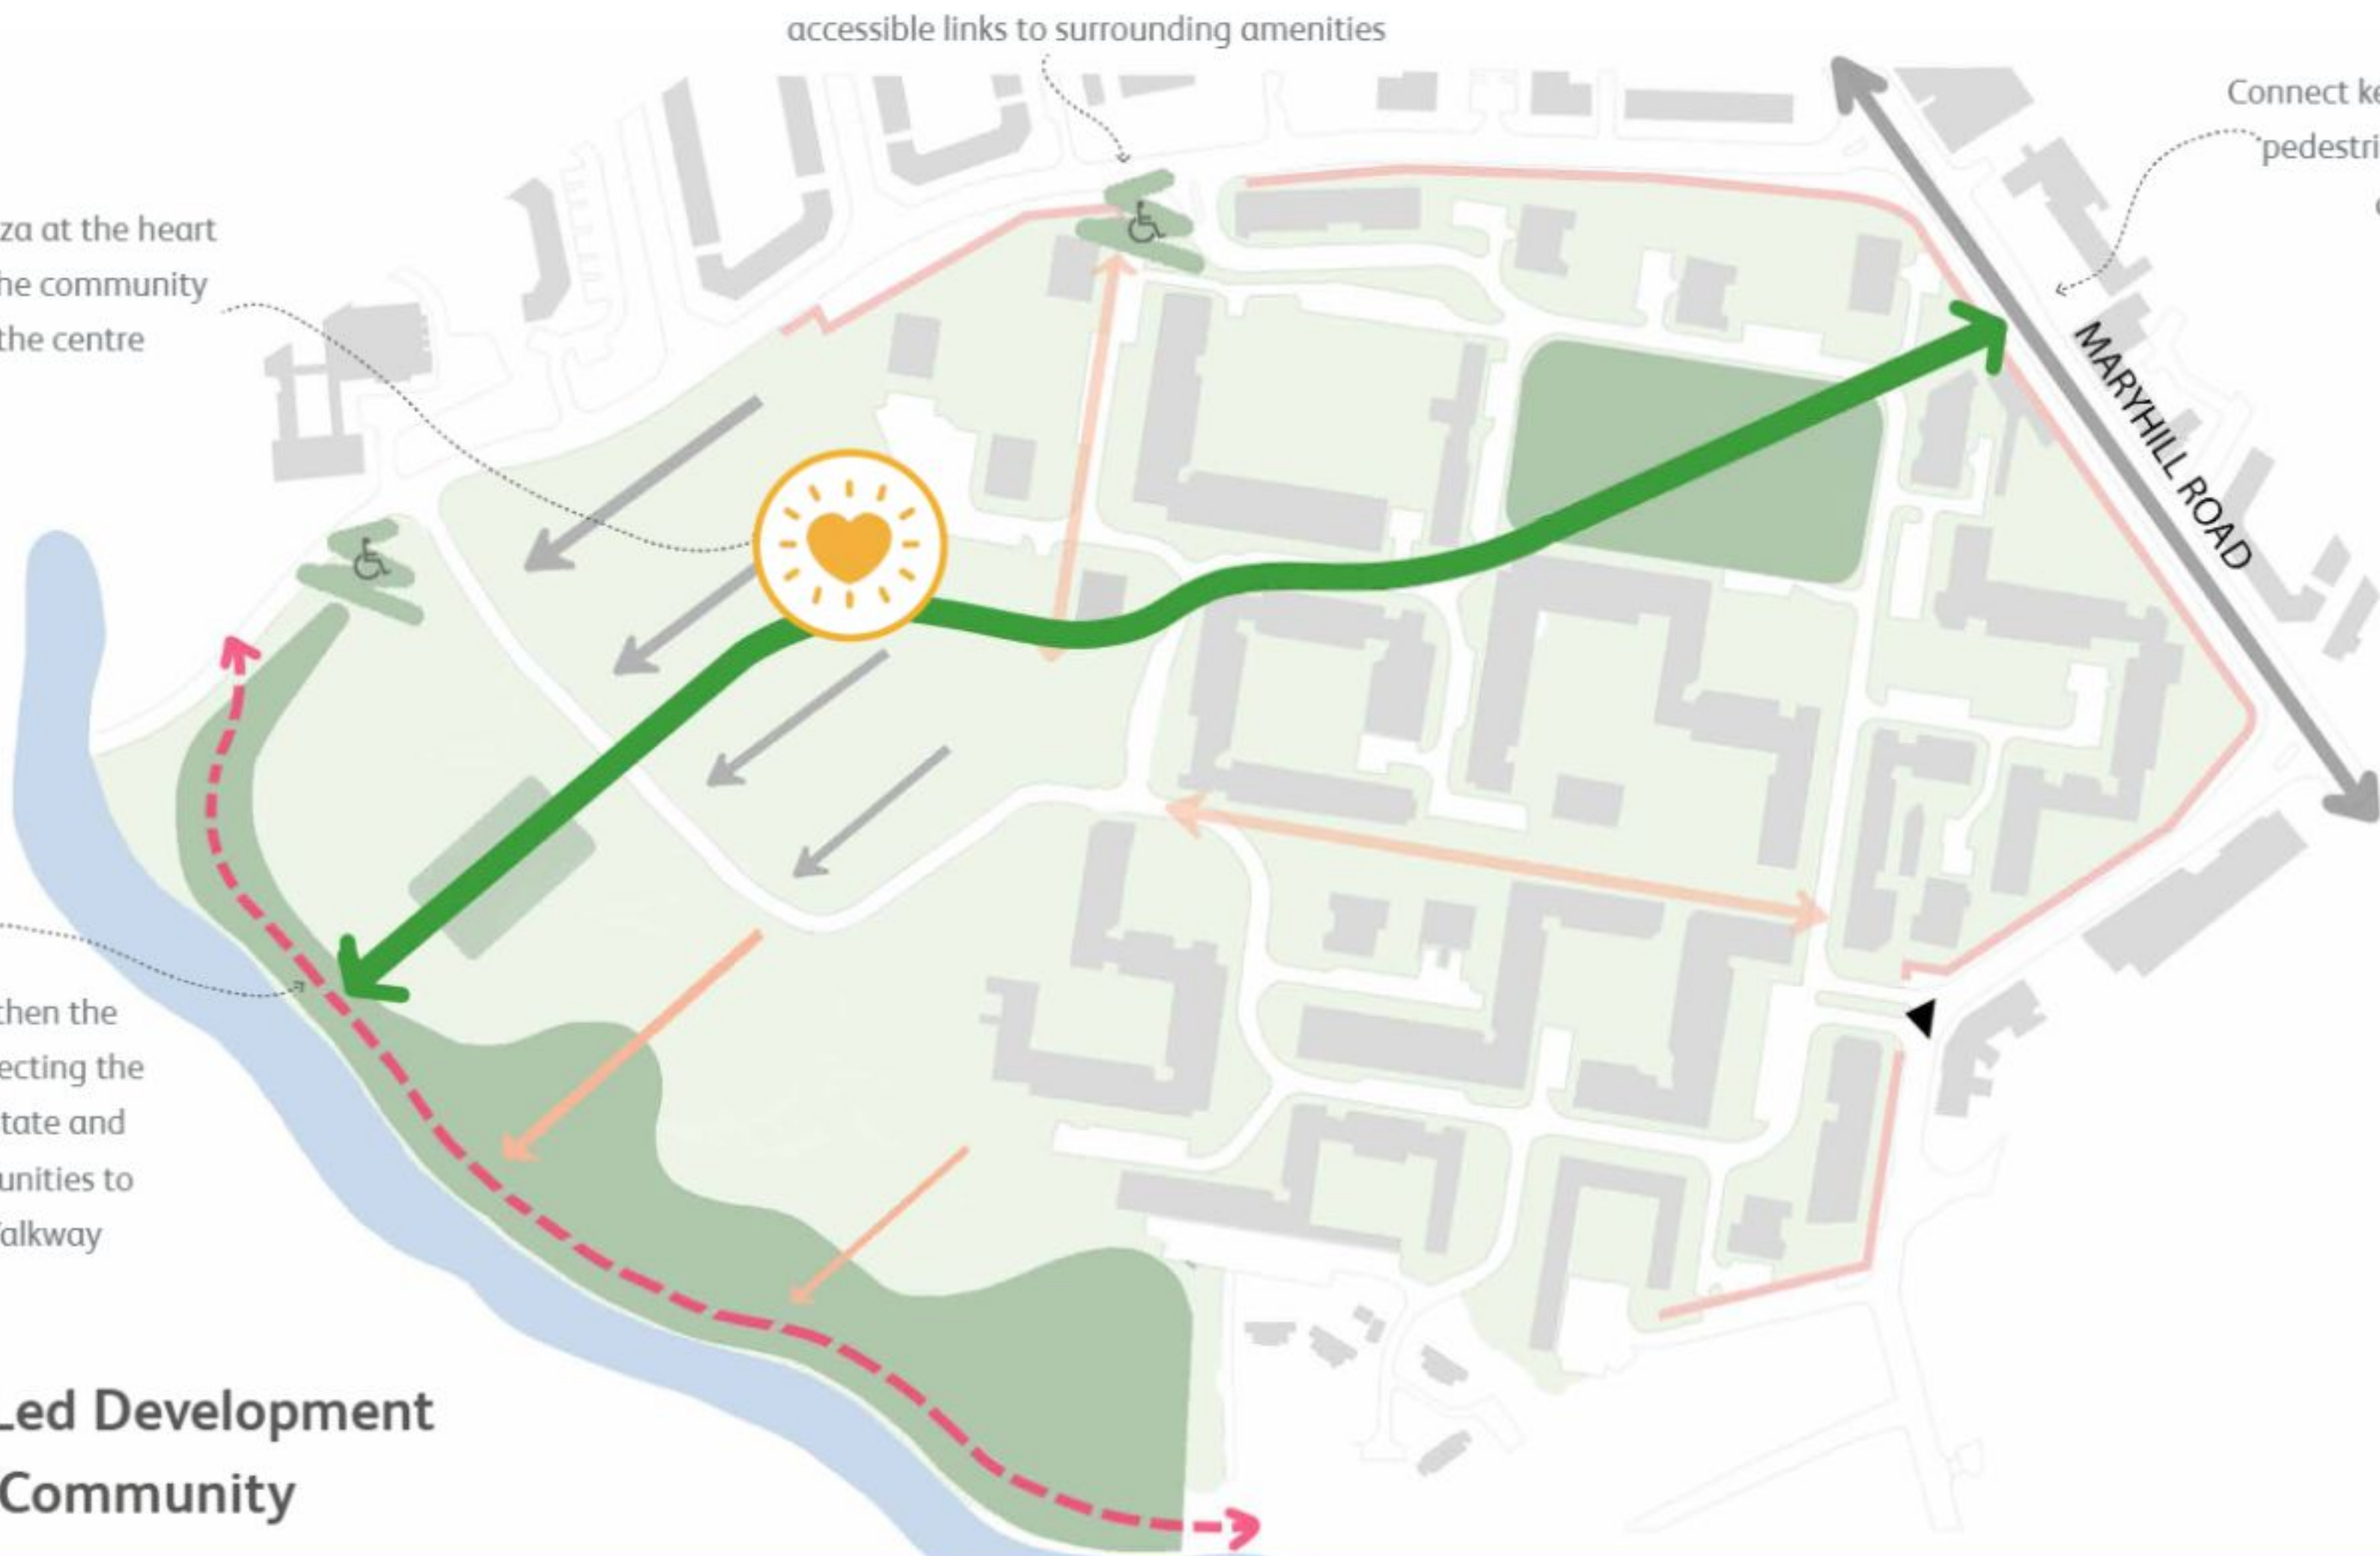 accessible links to surrounding amenities
Connect ke
pedestri
za at the heart
he community
the centre
MARYHILL ROAD
then the
ecting the
tate and
unities to
alkway
Led Development
Community